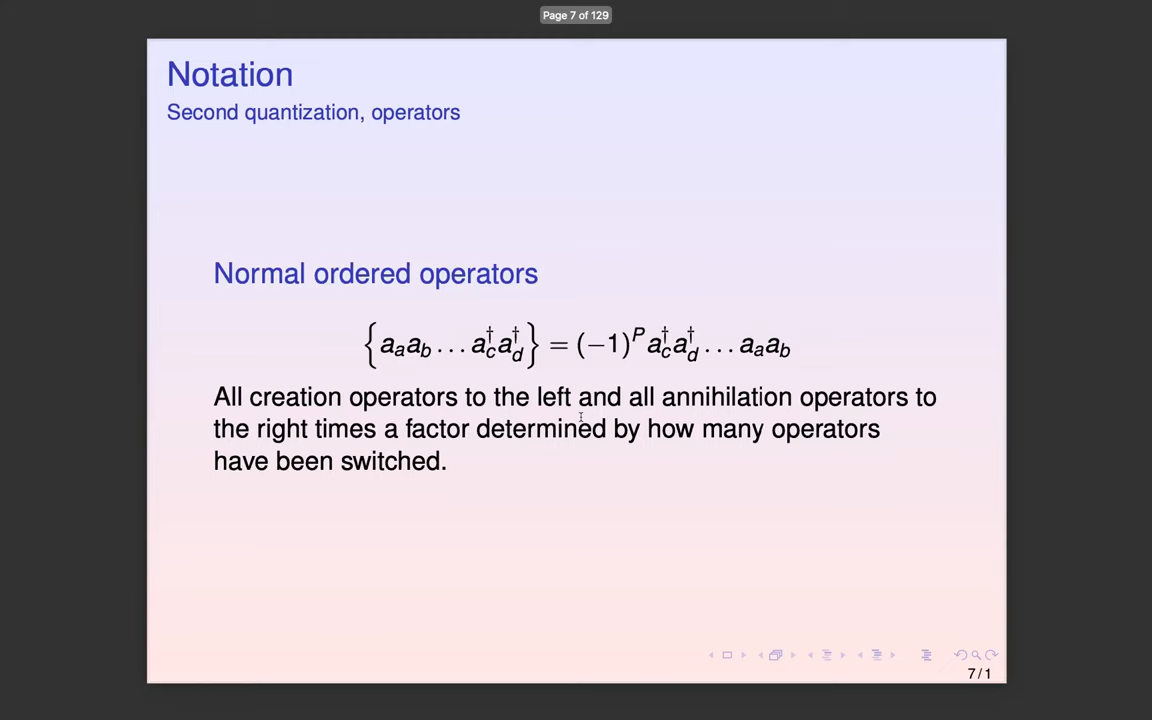 Page 7 of 129
Notation
Second quantization, operators
Normal ordered operators
{a_a a_b … a_c^† a_d^†} = (−1)^P a_c^† a_d^† … a_a a_b
All creation operators to the left and all annihilation operators to
the right times a factor determined by how many operators
have been switched.
7/1